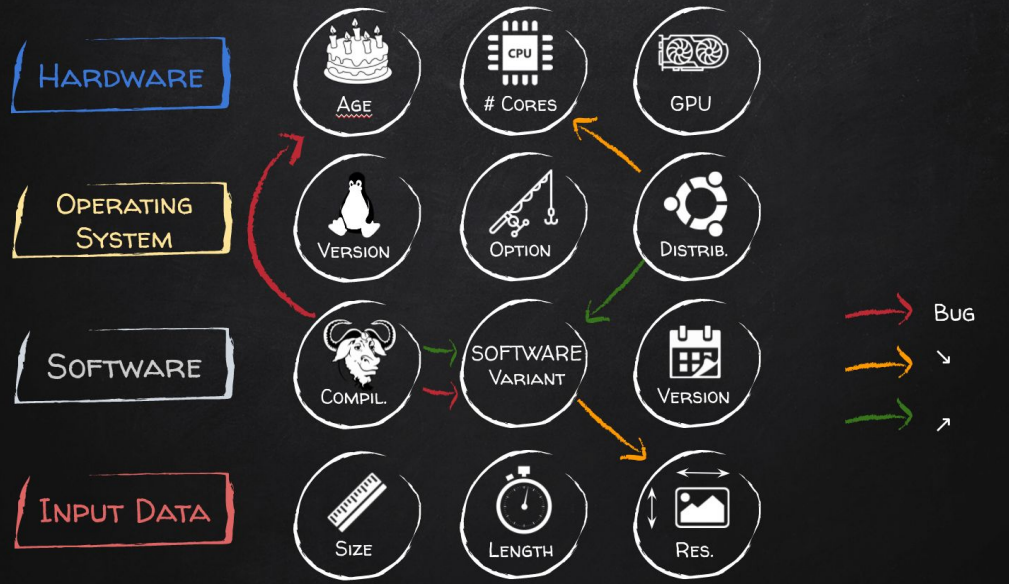 HARDWARE
AGE
CPU
# CORES
GPU
OPERATING
SYSTEM
VERSION
OPTION
DISTRIB.
SOFTWARE
COMPIL.
SOFTWARE
VARIANT
VERSION
BUG
↘
↗
INPUT DATA
SIZE
LENGTH
RES.